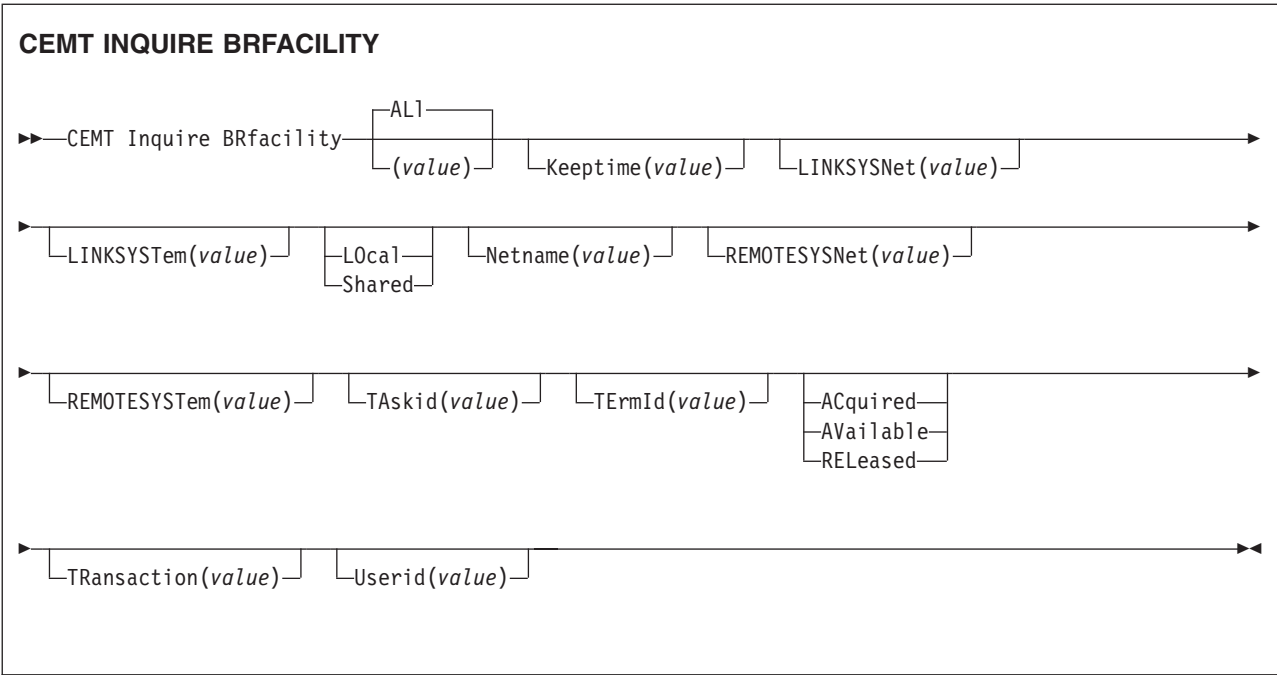 CEMT INQUIRE BRFACILITY
ALl
CEMT Inquire BRfacility
(value) Keeptime(value) LINKSYSNet(value)
LINKSYSTem(value) LOcal Netname(value) REMOTESYSNet(value)
Shared
REMOTESYSTem(value) TAskid(value) TErmId(value) ACquired
AVailable
RELeased
TRansaction(value) Userid(value)